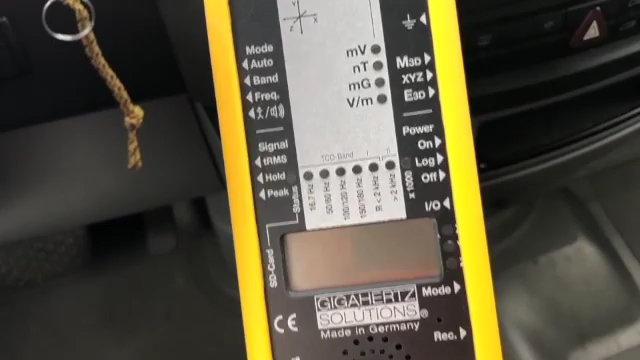 Mode
Auto
Band
Freq.
Signal
tRMS
Hold
Peak
mV
nT
mG
V/m
M3D
XYZ
E3D
Power
On
Log
Off
I/O
TCO-Band
Status
16,7 Hz
50/60 Hz
100/120 Hz
150/180 Hz
R < 2 kHz
> 2 kHz
x 1000
SD-Card
Mode
GIGAHERTZ
SOLUTIONS®
Made in Germany
CE
Rec.